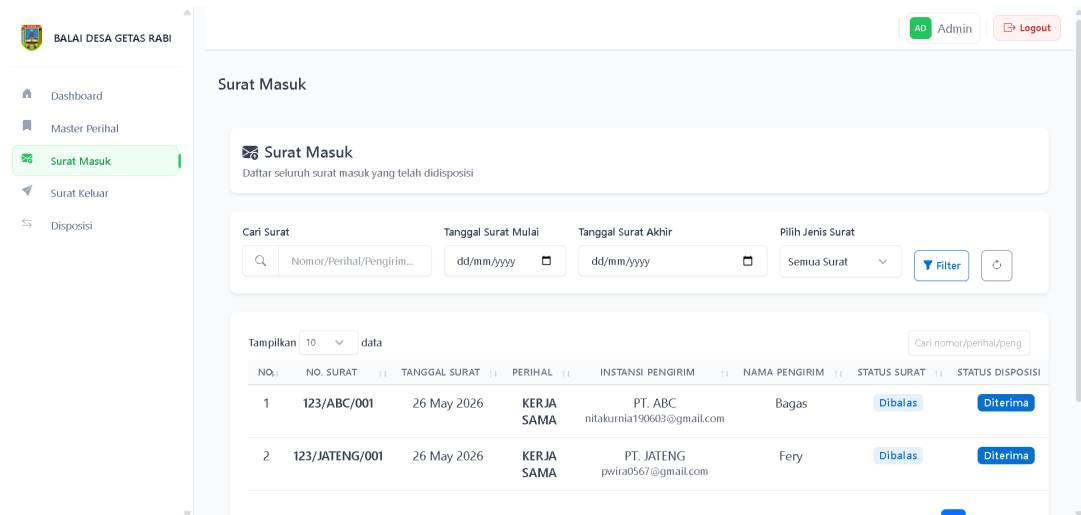 BALAI DESA GETAS RABI
AD Admin
Logout
Dashboard
Master Perihal
Surat Masuk
Surat Keluar
Disposisi
Surat Masuk
Surat Masuk
Daftar seluruh surat masuk yang telah didisposisi
Cari Surat Tanggal Surat Mulai Tanggal Surat Akhir Pilih Jenis Surat
Nomor/Perihal/Pengirim... dd/mm/yyyy dd/mm/yyyy Semua Surat Filter
Tampilkan 10 data Cari nomor/perihal/peng
NO. NO. SURAT TANGGAL SURAT PERIHAL INSTANSI PENGIRIM NAMA PENGIRIM STATUS SURAT STATUS DISPOSISI
1 123/ABC/001 26 May 2026 KERJA SAMA PT. ABC Bagas Dibalas Diterima
nitakurnia190603@gmail.com
2 123/JATENG/001 26 May 2026 KERJA SAMA PT. JATENG Fery Dibalas Diterima
pwira0567@gmail.com